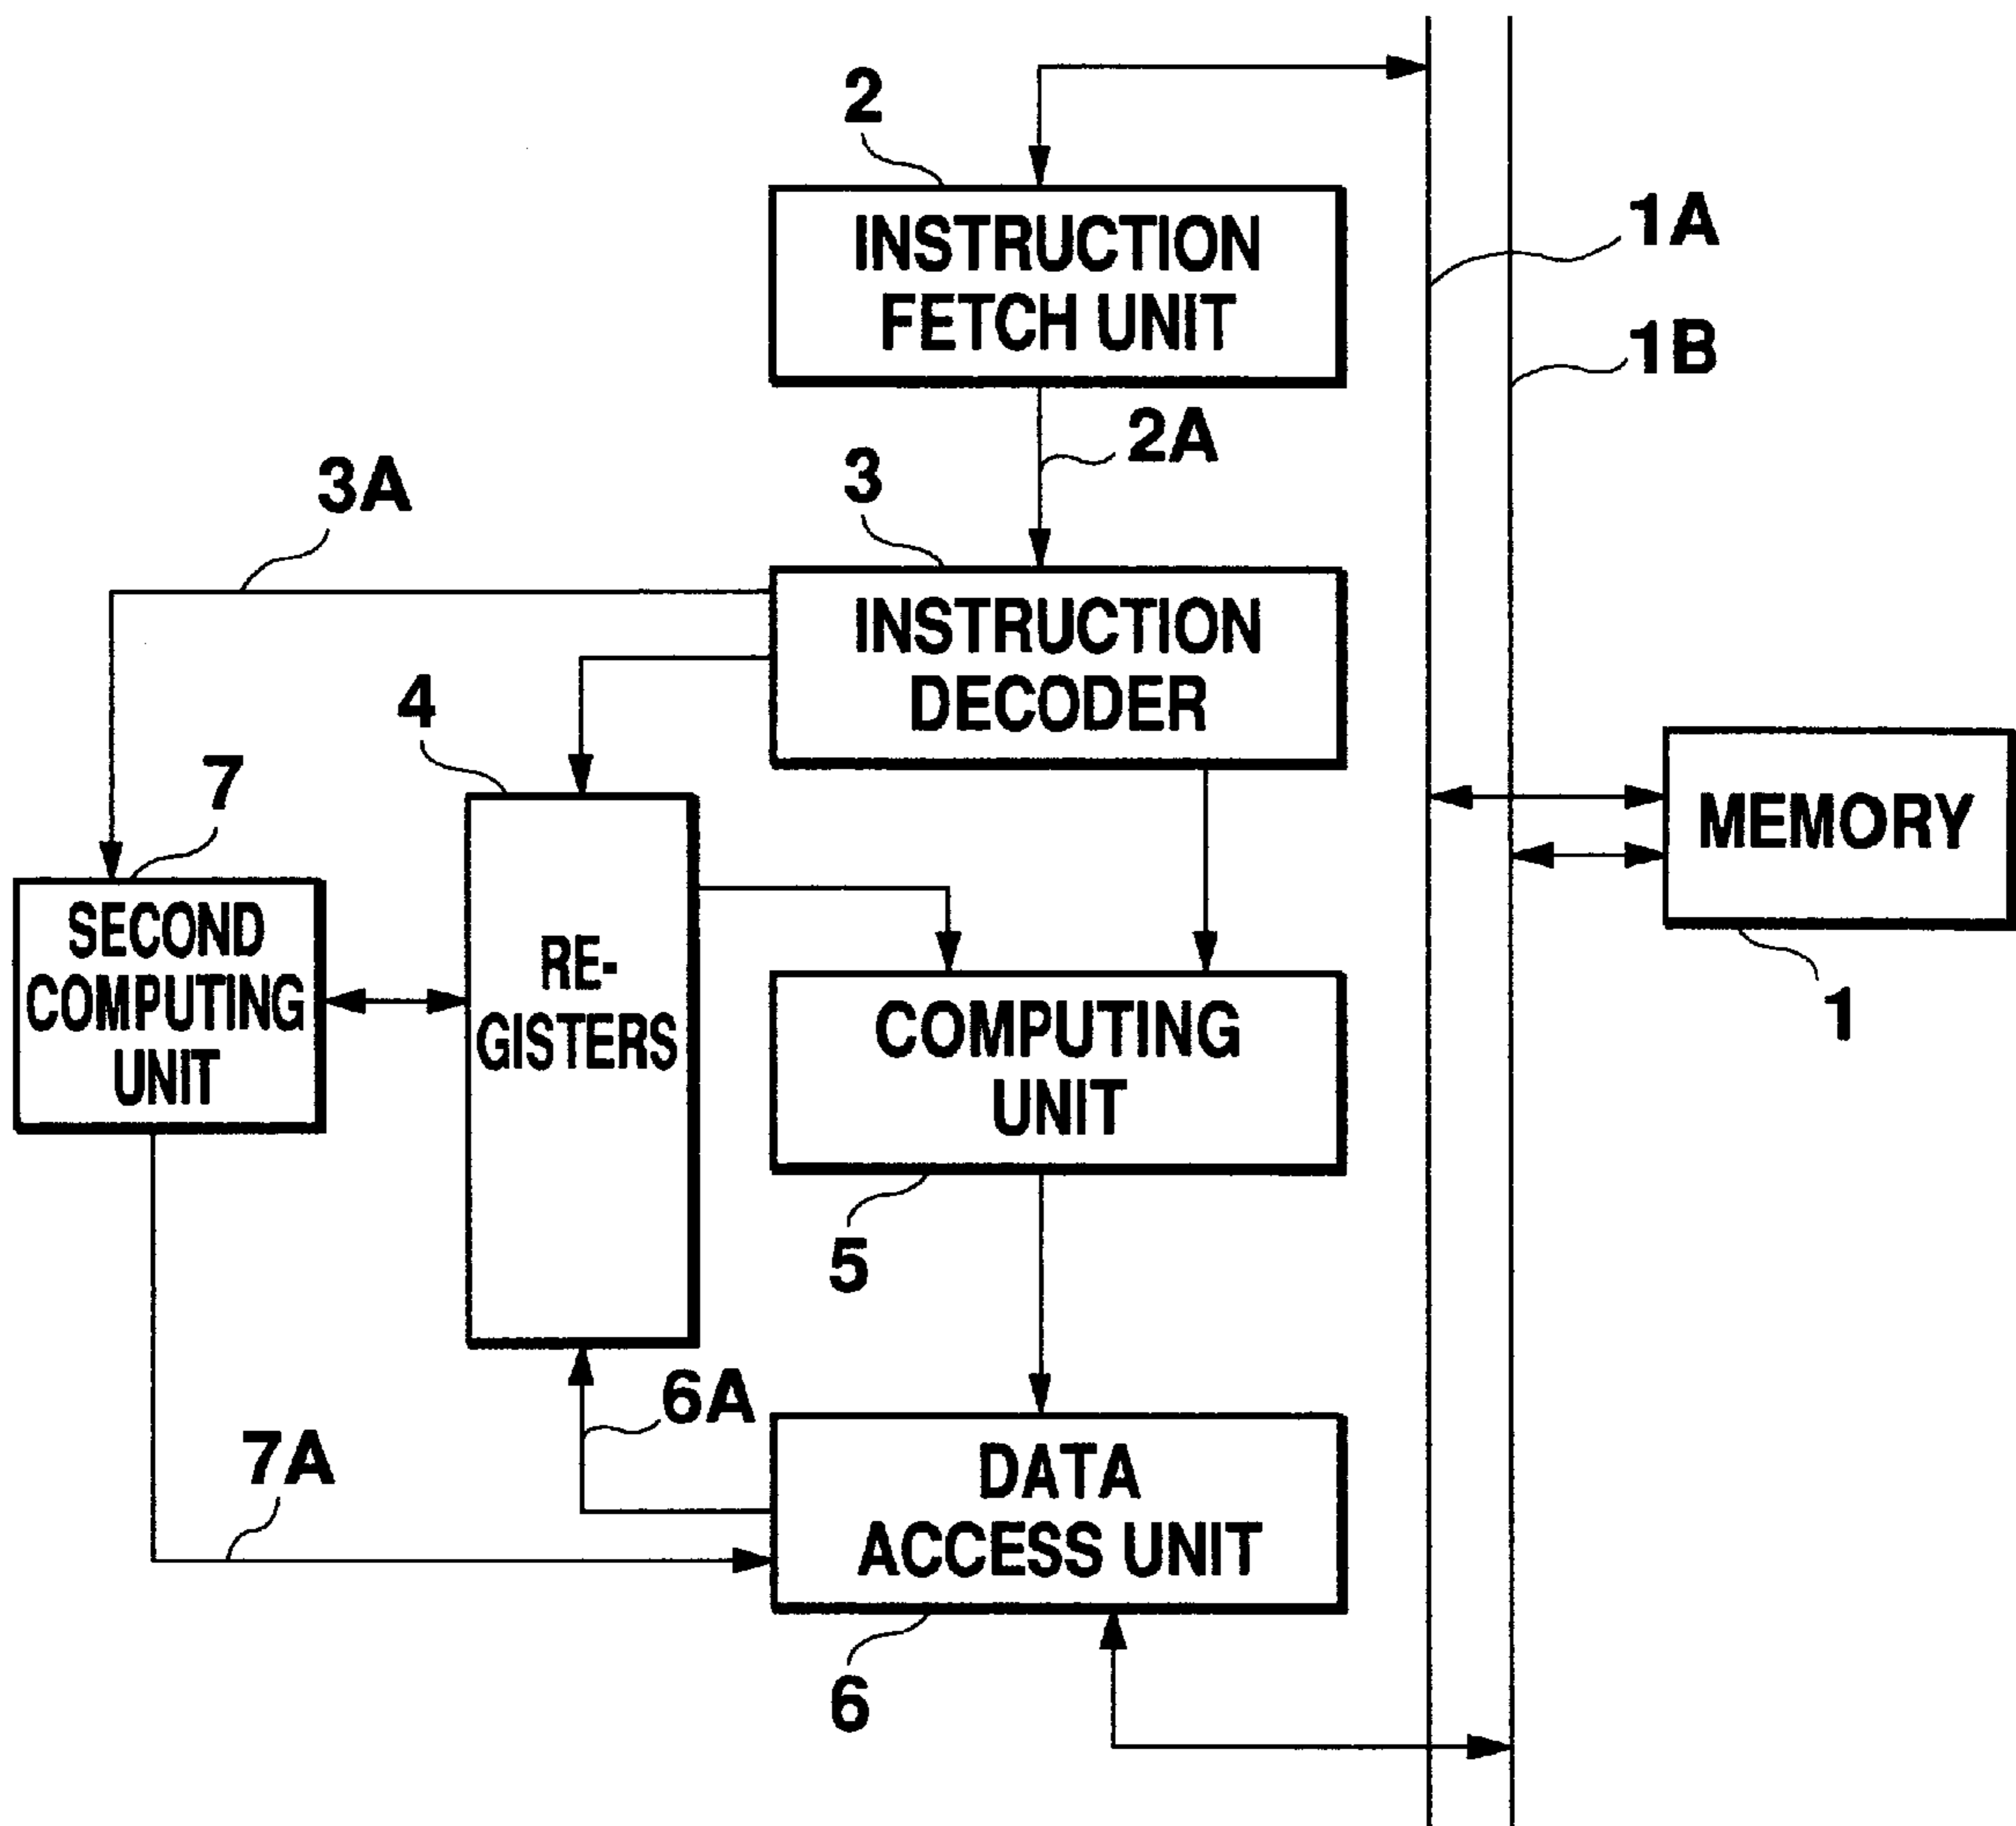 2
INSTRUCTION
FETCH UNIT
1A
1B
2A
3
3A
INSTRUCTION
DECODER
4
7
MEMORY
1
SECOND
COMPUTING
UNIT
RE-
GISTERS
COMPUTING
UNIT
5
6A
7A
DATA
ACCESS UNIT
6